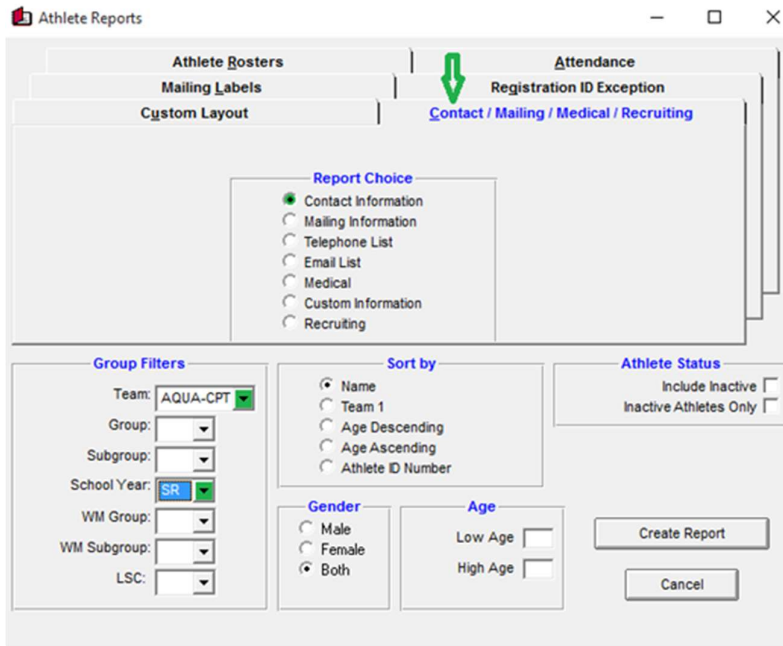 Athlete Reports
Athlete Rosters
Attendance
Mailing Labels
Registration ID Exception
Custom Layout
Contact / Mailing / Medical / Recruiting
Report Choice
Contact Information
Mailing Information
Telephone List
Email List
Medical
Custom Information
Recruiting
Group Filters
Team: AQUA-CPT
Group:
Subgroup:
School Year: SR
WM Group:
WM Subgroup:
LSC:
Sort by
Name
Team 1
Age Descending
Age Ascending
Athlete ID Number
Athlete Status
Include Inactive
Inactive Athletes Only
Gender
Male
Female
Both
Age
Low Age
High Age
Create Report
Cancel